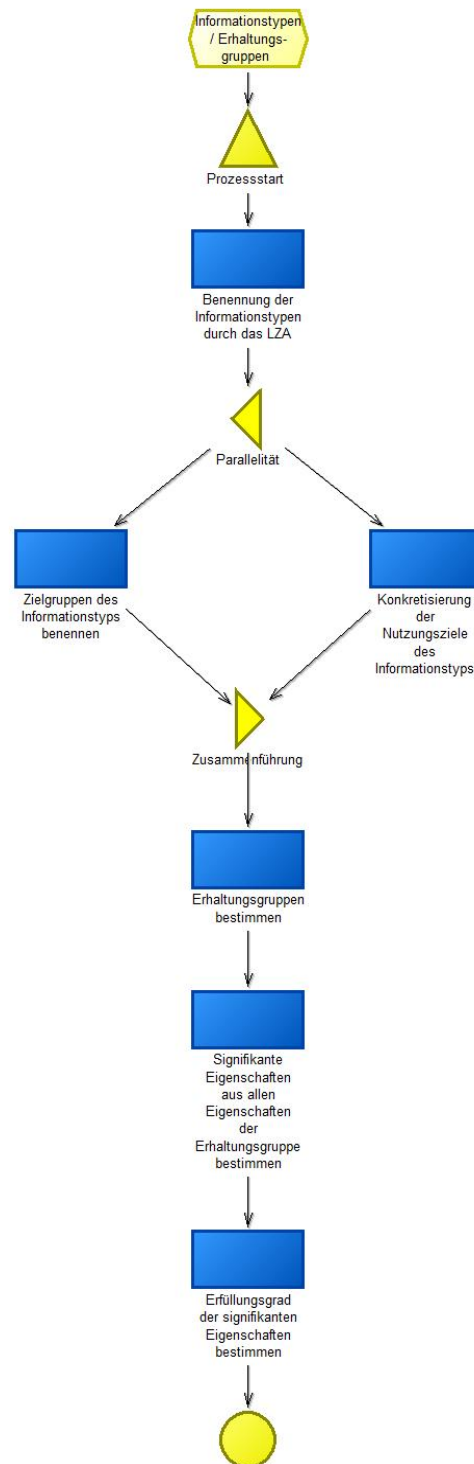 Informationstypen
/ Erhaltungs-
gruppen
Prozessstart
Benennung der
Informationstypen
durch das LZA
Parallelität
Zielgruppen des
Informationstyps
benennen
Konkretisierung
der
Nutzungsziele
des
Informationstyps
Zusammenführung
Erhaltungsgruppen
bestimmen
Signifikante
Eigenschaften
aus allen
Eigenschaften
der
Erhaltungsgruppe
bestimmen
Erfüllungsgrad
der signifikanten
Eigenschaften
bestimmen